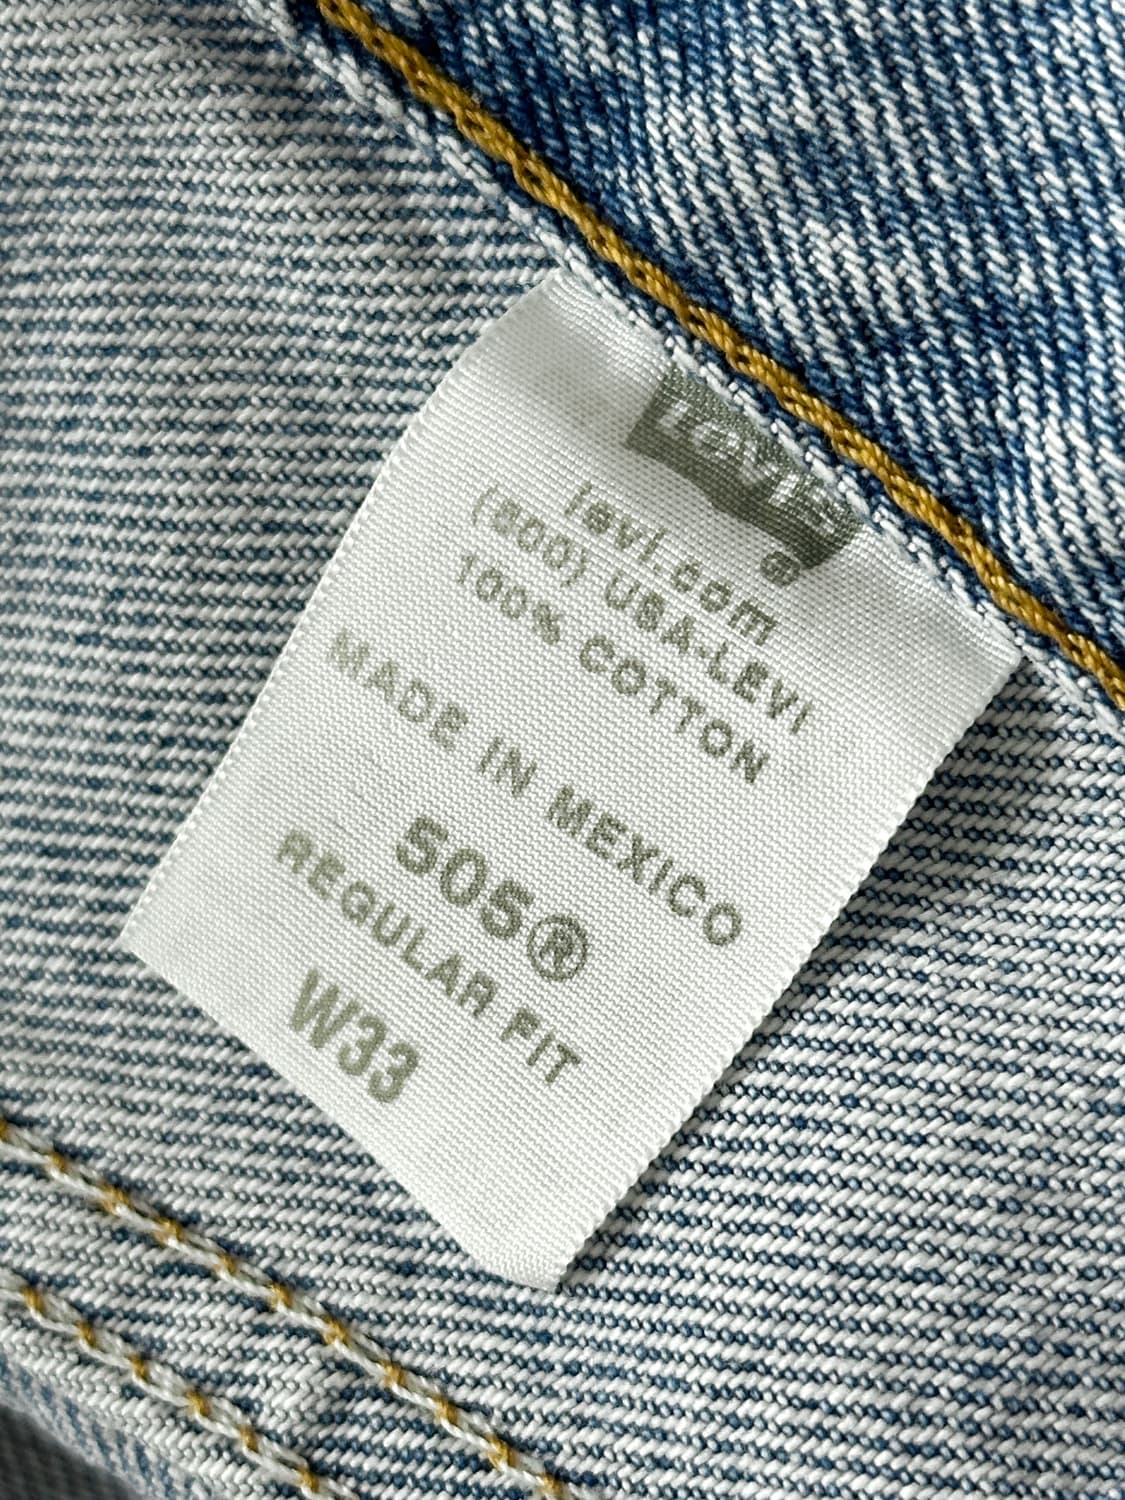 Levi's®
levi.com
(800) USA-LEVI
100% COTTON
MADE IN MEXICO
505®
REGULAR FIT
W33